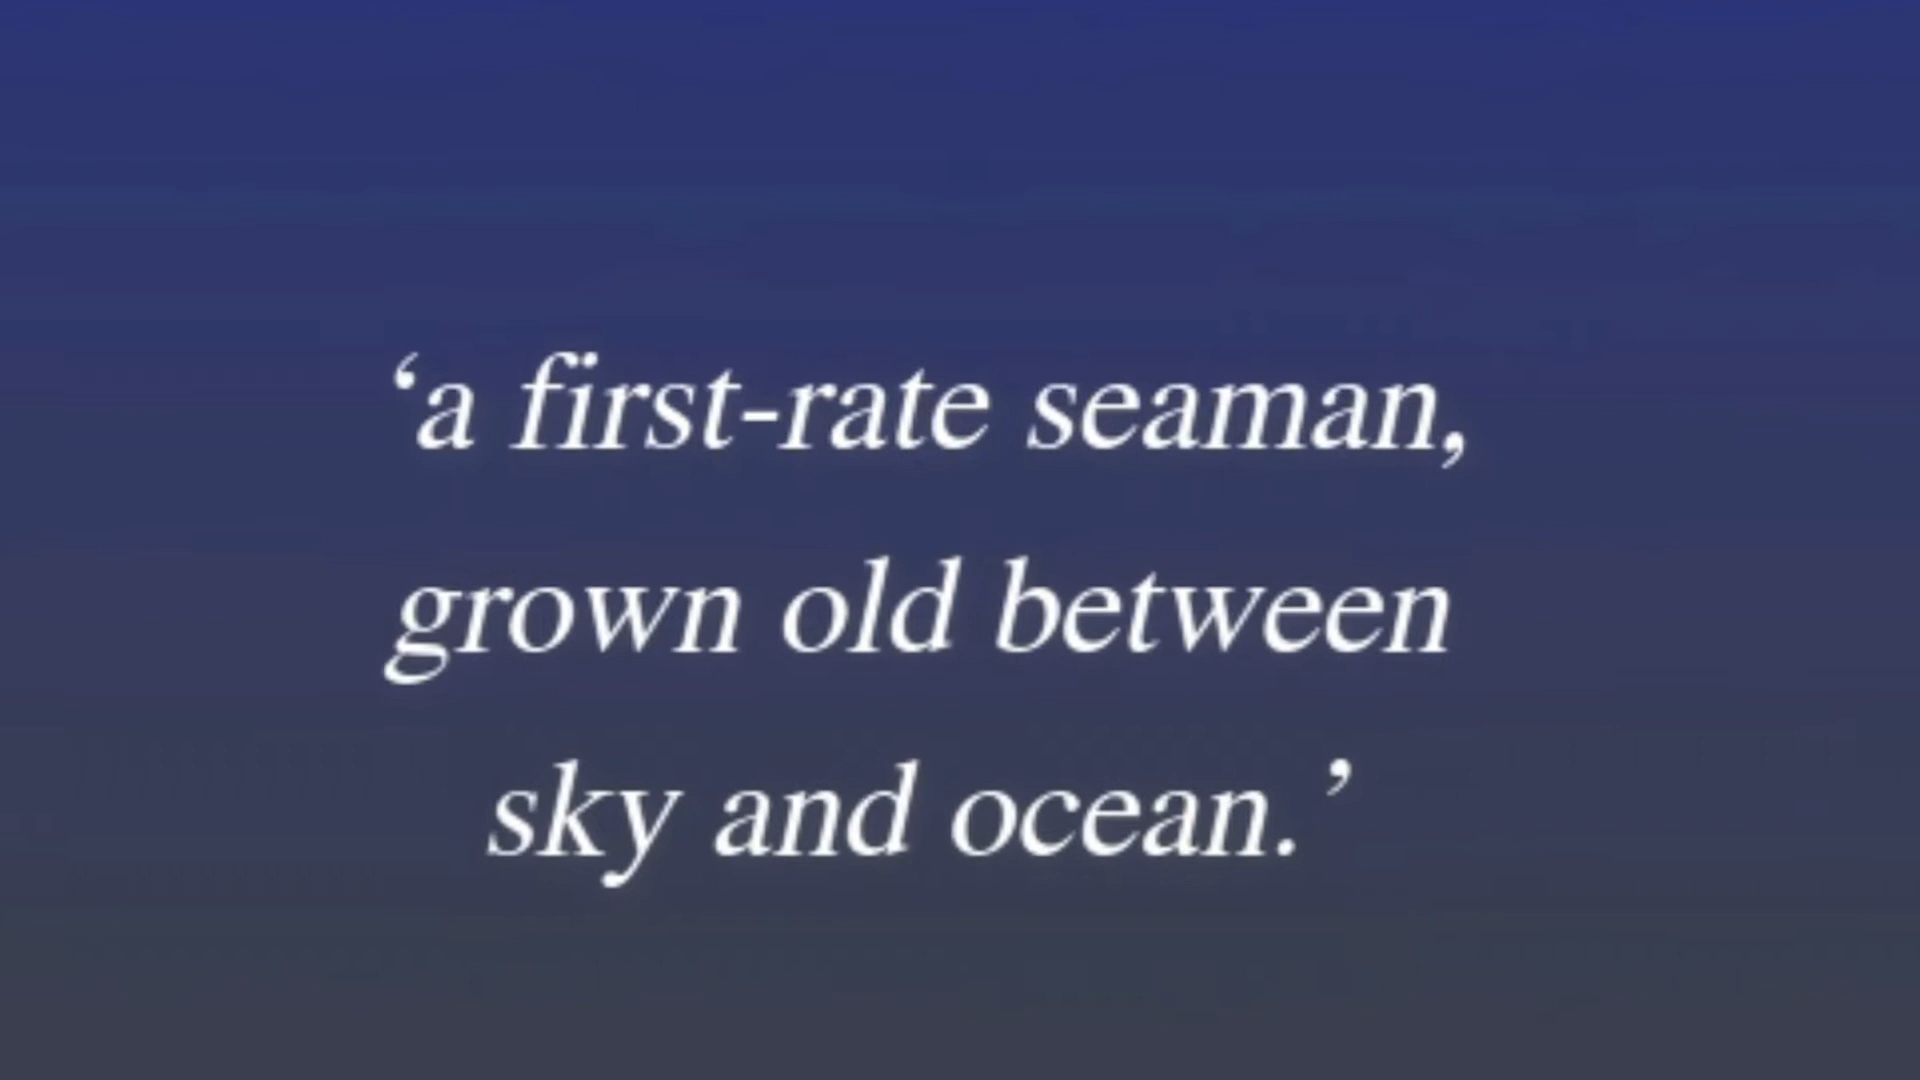 ‘a first-rate seaman,
grown old between
sky and ocean.’